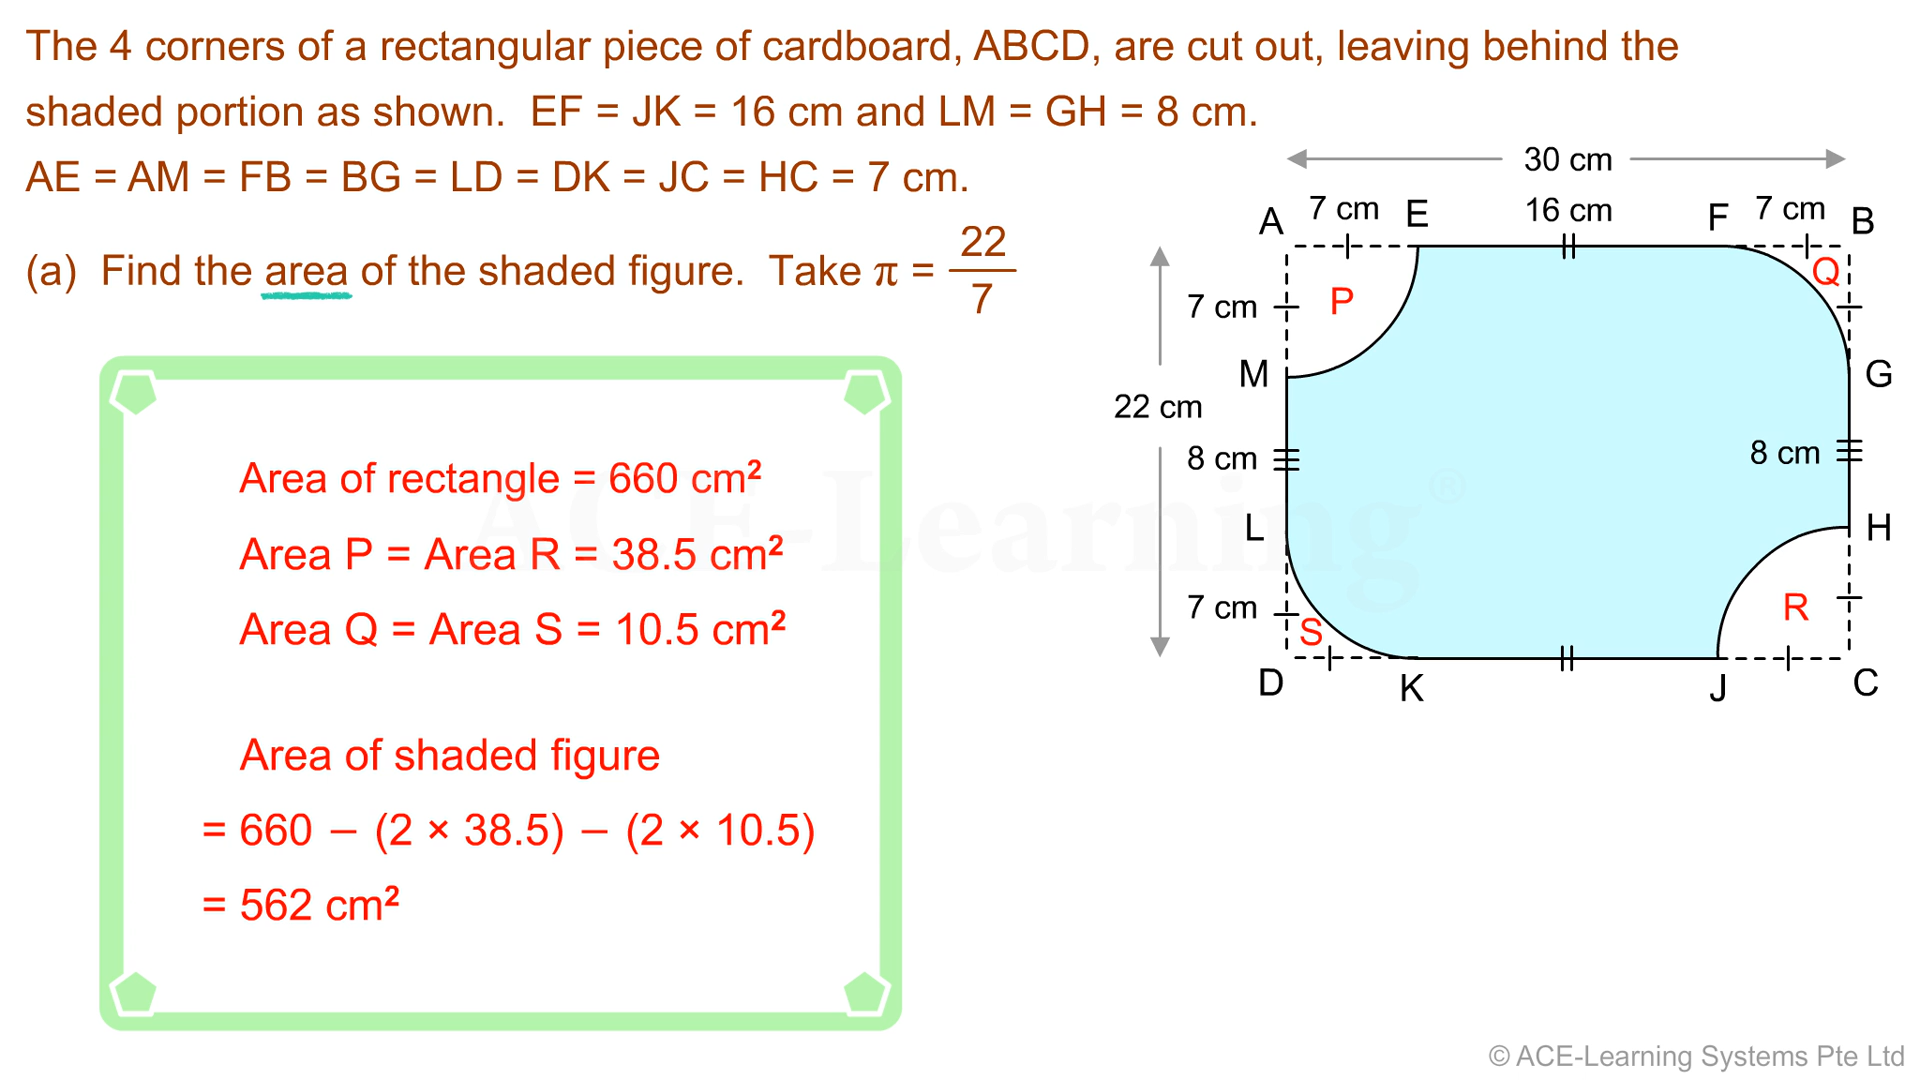 The 4 corners of a rectangular piece of cardboard, ABCD, are cut out, leaving behind the
shaded portion as shown.  EF = JK = 16 cm and LM = GH = 8 cm.
AE = AM = FB = BG = LD = DK = JC = HC = 7 cm.
(a)  Find the area of the shaded figure.  Take π = 22/7
30 cm
A 7 cm E 16 cm F 7 cm B
7 cm P Q
M G
22 cm
8 cm 8 cm
L H
7 cm S R
D K J C
Area of rectangle = 660 cm²
Area P = Area R = 38.5 cm²
Area Q = Area S = 10.5 cm²
Area of shaded figure
= 660 – (2 × 38.5) – (2 × 10.5)
= 562 cm²
ACE-Learning®
© ACE-Learning Systems Pte Ltd